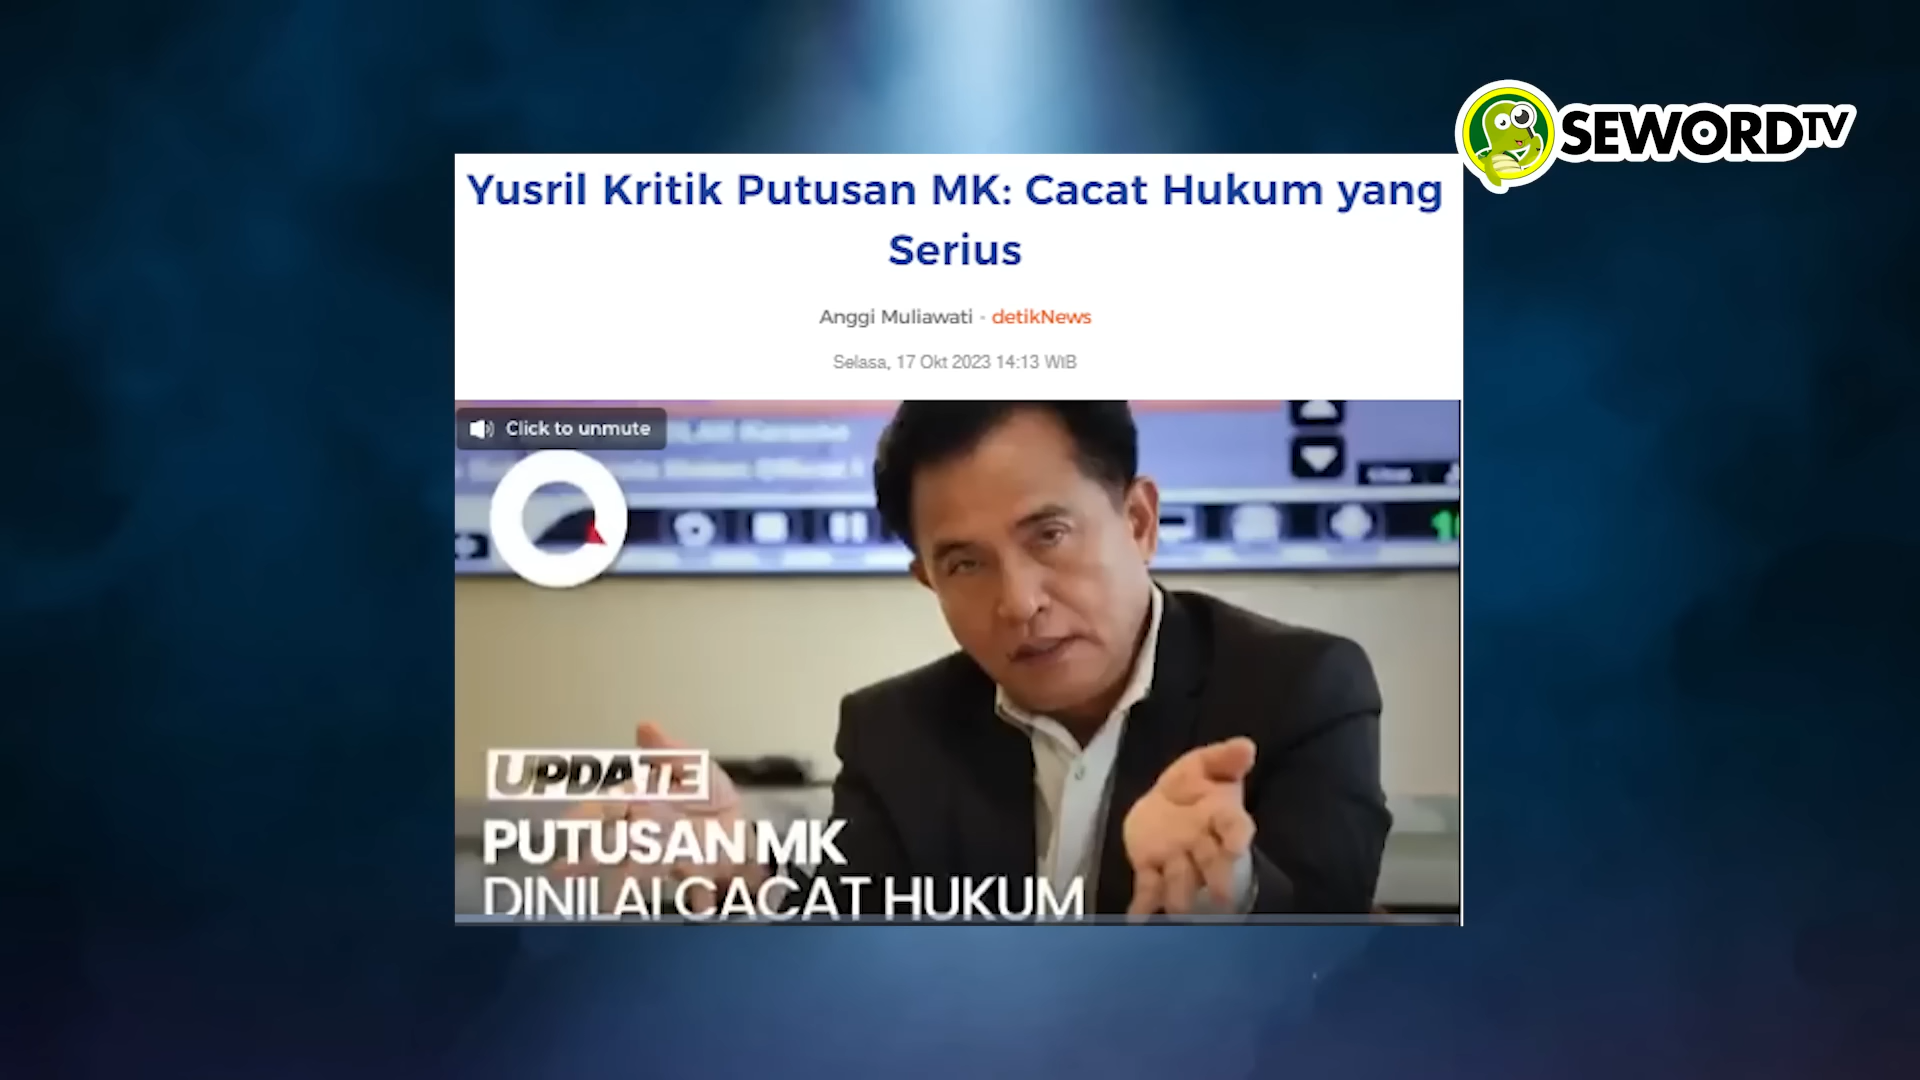 SEWORDTV
Yusril Kritik Putusan MK: Cacat Hukum yang
Serius
Anggi Muliawati - detikNews
Selasa, 17 Okt 2023 14:13 WIB
Click to unmute
UPDATE
PUTUSAN MK
DINILAI CACAT HUKUM